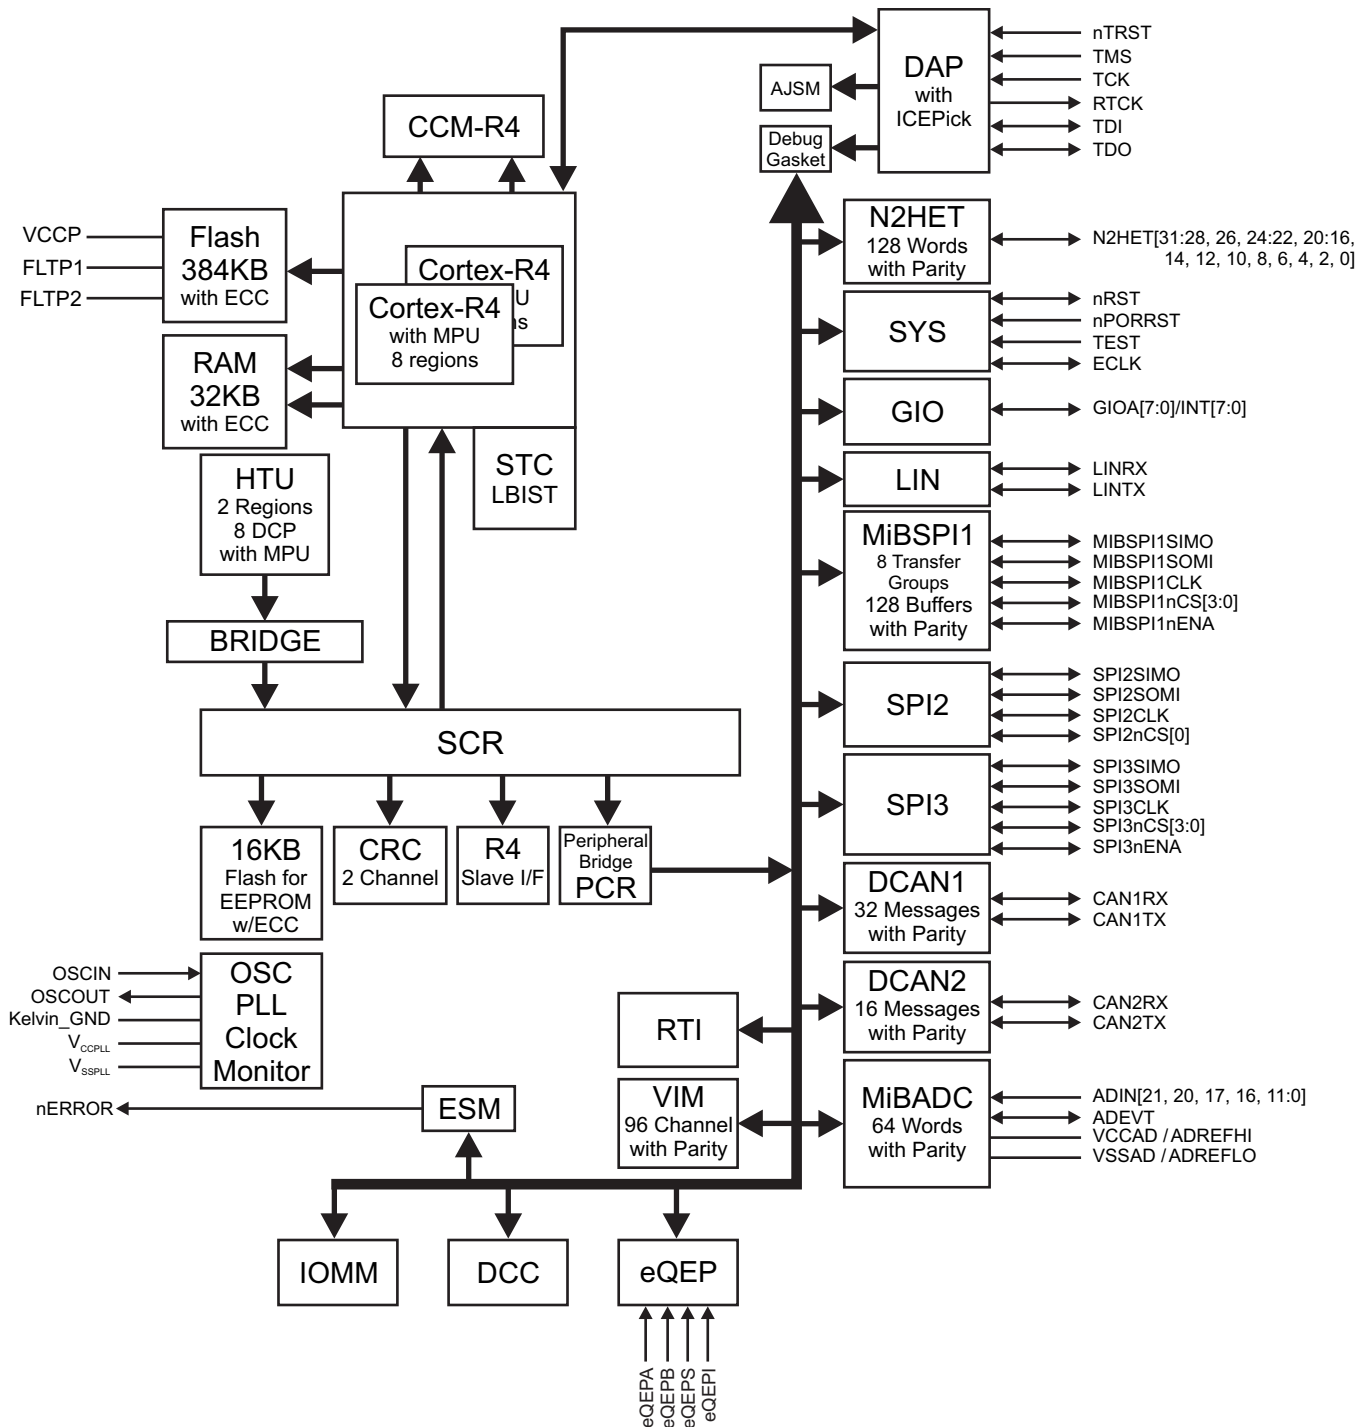 nTRST
TMS
TCK
RTCK
TDI
TDO
DAP
with
ICEPick
AJSM
Debug
Gasket
CCM-R4
VCCP
FLTP1
FLTP2
Flash
384KB
with ECC
Cortex-R4
U
ns
Cortex-R4
with MPU
8 regions
RAM
32KB
with ECC
HTU
2 Regions
8 DCP
with MPU
STC
LBIST
BRIDGE
SCR
16KB
Flash for
EEPROM
w/ECC
CRC
2 Channel
R4
Slave I/F
Peripheral
Bridge
PCR
OSCIN
OSCOUT
Kelvin_GND
VCCPLL
VSSPLL
OSC
PLL
Clock
Monitor
nERROR
ESM
RTI
VIM
96 Channel
with Parity
IOMM
DCC
eQEP
eQEPA
eQEPB
eQEPS
eQEPI
N2HET
128 Words
with Parity
N2HET[31:28, 26, 24:22, 20:16,
14, 12, 10, 8, 6, 4, 2, 0]
SYS
nRST
nPORRST
TEST
ECLK
GIO
GIOA[7:0]/INT[7:0]
LIN
LINRX
LINTX
MiBSPI1
8 Transfer
Groups
128 Buffers
with Parity
MIBSPI1SIMO
MIBSPI1SOMI
MIBSPI1CLK
MIBSPI1nCS[3:0]
MIBSPI1nENA
SPI2
SPI2SIMO
SPI2SOMI
SPI2CLK
SPI2nCS[0]
SPI3
SPI3SIMO
SPI3SOMI
SPI3CLK
SPI3nCS[3:0]
SPI3nENA
DCAN1
32 Messages
with Parity
CAN1RX
CAN1TX
DCAN2
16 Messages
with Parity
CAN2RX
CAN2TX
MiBADC
64 Words
with Parity
ADIN[21, 20, 17, 16, 11:0]
ADEVT
VCCAD / ADREFHI
VSSAD / ADREFLO